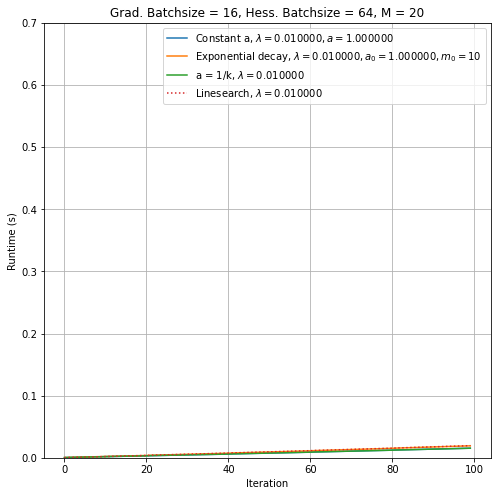 Grad. Batchsize = 16, Hess. Batchsize = 64, M = 20
Constant a, λ = 0.010000, a = 1.000000
Exponential decay, λ = 0.010000, a₀ = 1.000000, m₀ = 10
a = 1/k, λ = 0.010000
Linesearch, λ = 0.010000
0.7
0.6
0.5
0.4
0.3
0.2
0.1
0.0
Runtime (s)
0 20 40 60 80 100
Iteration